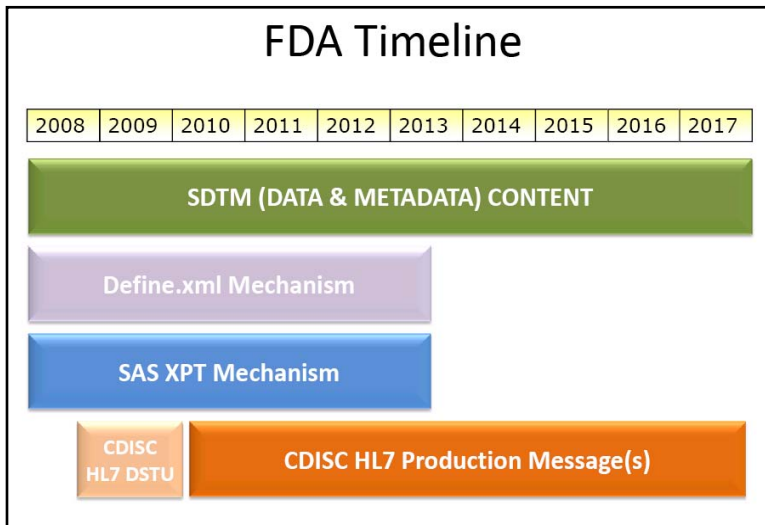 FDA Timeline
2008 2009 2010 2011 2012 2013 2014 2015 2016 2017
SDTM (DATA & METADATA) CONTENT
Define.xml Mechanism
SAS XPT Mechanism
CDISC
HL7 DSTU
CDISC HL7 Production Message(s)